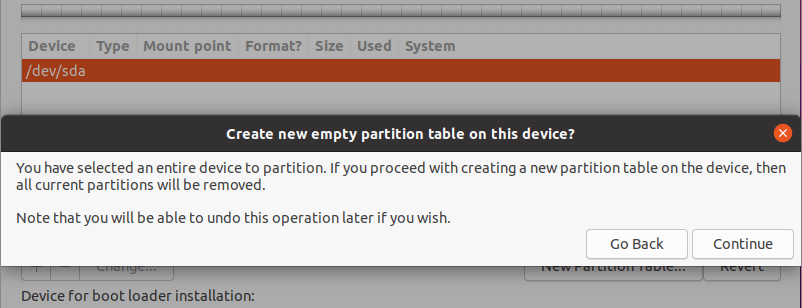 Device Type Mount point Format? Size Used System
/dev/sda
Create new empty partition table on this device?
You have selected an entire device to partition. If you proceed with creating a new partition table on the device, then
all current partitions will be removed.
Note that you will be able to undo this operation later if you wish.
Go Back Continue
+ - Change... New Partition Table... Revert
Device for boot loader installation: